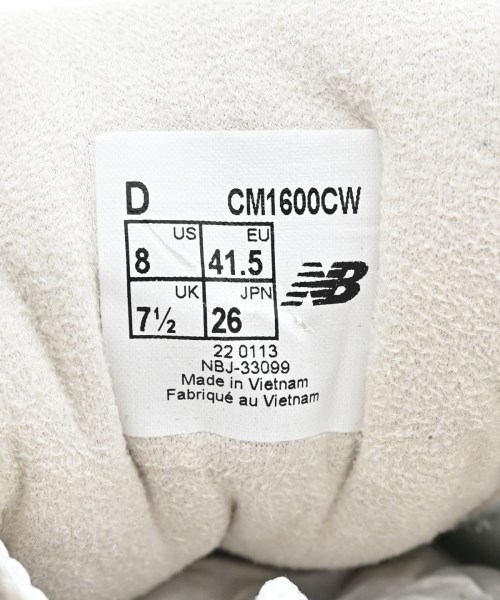 D CM1600CW
US EU
8 41.5
UK JPN
7½ 26
NB
22 0113
NBJ-33099
Made in Vietnam
Fabriqué au Vietnam